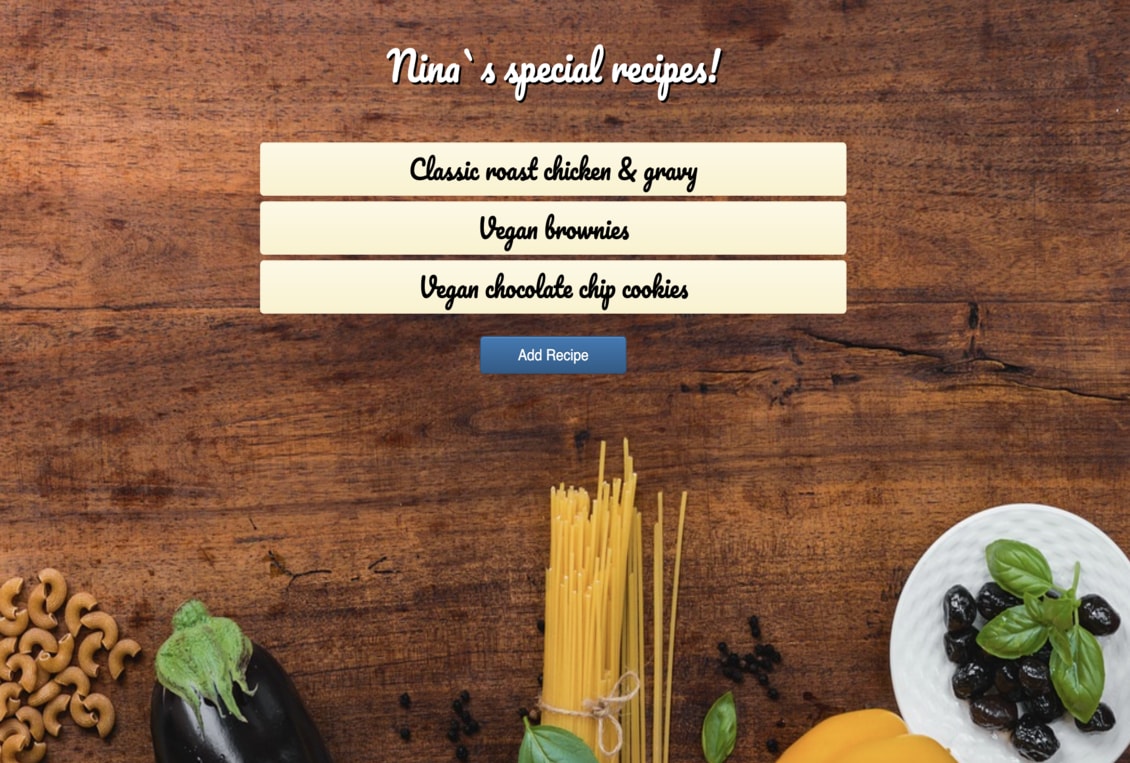 Nina`s special recipes!
Classic roast chicken & gravy
Vegan brownies
Vegan chocolate chip cookies
Add Recipe